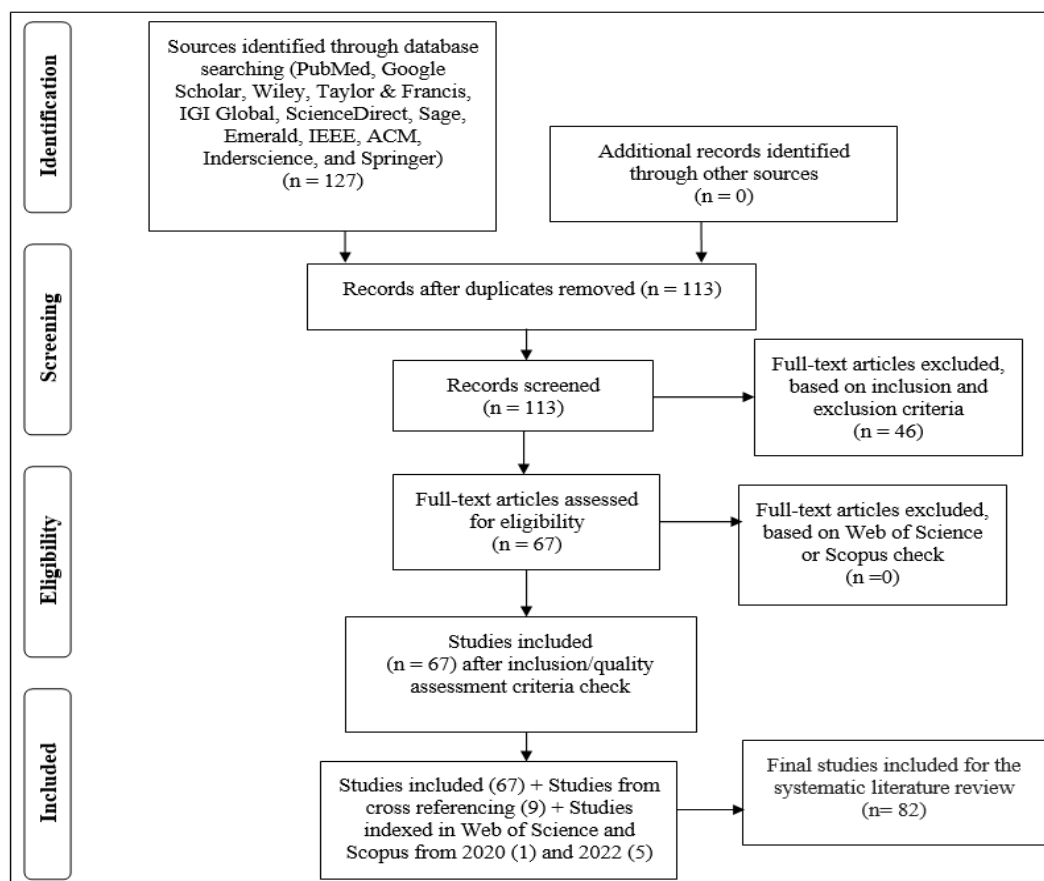 Identification
Sources identified through database
searching (PubMed, Google
Scholar, Wiley, Taylor & Francis,
IGI Global, ScienceDirect, Sage,
Emerald, IEEE, ACM,
Inderscience, and Springer)
(n = 127)
Additional records identified
through other sources
(n = 0)
Screening
Records after duplicates removed (n = 113)
Records screened
(n = 113)
Full-text articles excluded,
based on inclusion and
exclusion criteria
(n = 46)
Eligibility
Full-text articles assessed
for eligibility
(n = 67)
Full-text articles excluded,
based on Web of Science
or Scopus check
(n =0)
Studies included
(n = 67) after inclusion/quality
assessment criteria check
Included
Studies included (67) + Studies from
cross referencing (9) + Studies
indexed in Web of Science and
Scopus from 2020 (1) and 2022 (5)
Final studies included for the
systematic literature review
(n= 82)